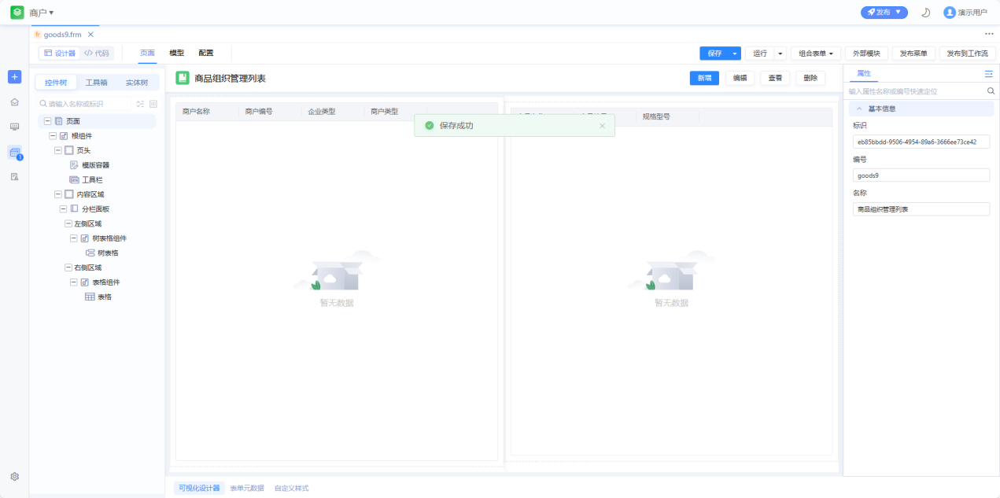 商户
发布
演示用户
fr goods9.frm
设计器
代码
页面
模型
配置
保存
运行
组合表单
外部模块
发布菜单
发布到工作流
控件树
工具箱
实体树
请输入名称或标识
页面
根组件
页头
模版容器
工具栏
内容区域
分栏面板
左侧区域
树表格组件
树表格
右侧区域
表格组件
表格
商品组织管理列表
新增
编辑
查看
删除
商户名称
商户编号
企业类型
商户类型
规格型号
保存成功
暂无数据
暂无数据
可视化设计器
表单元数据
自定义样式
属性
输入属性名称或编号快速定位
基本信息
标识
eb85bbdd-9506-4954-89a6-3666ee73ce42
编号
goods9
名称
商品组织管理列表
1